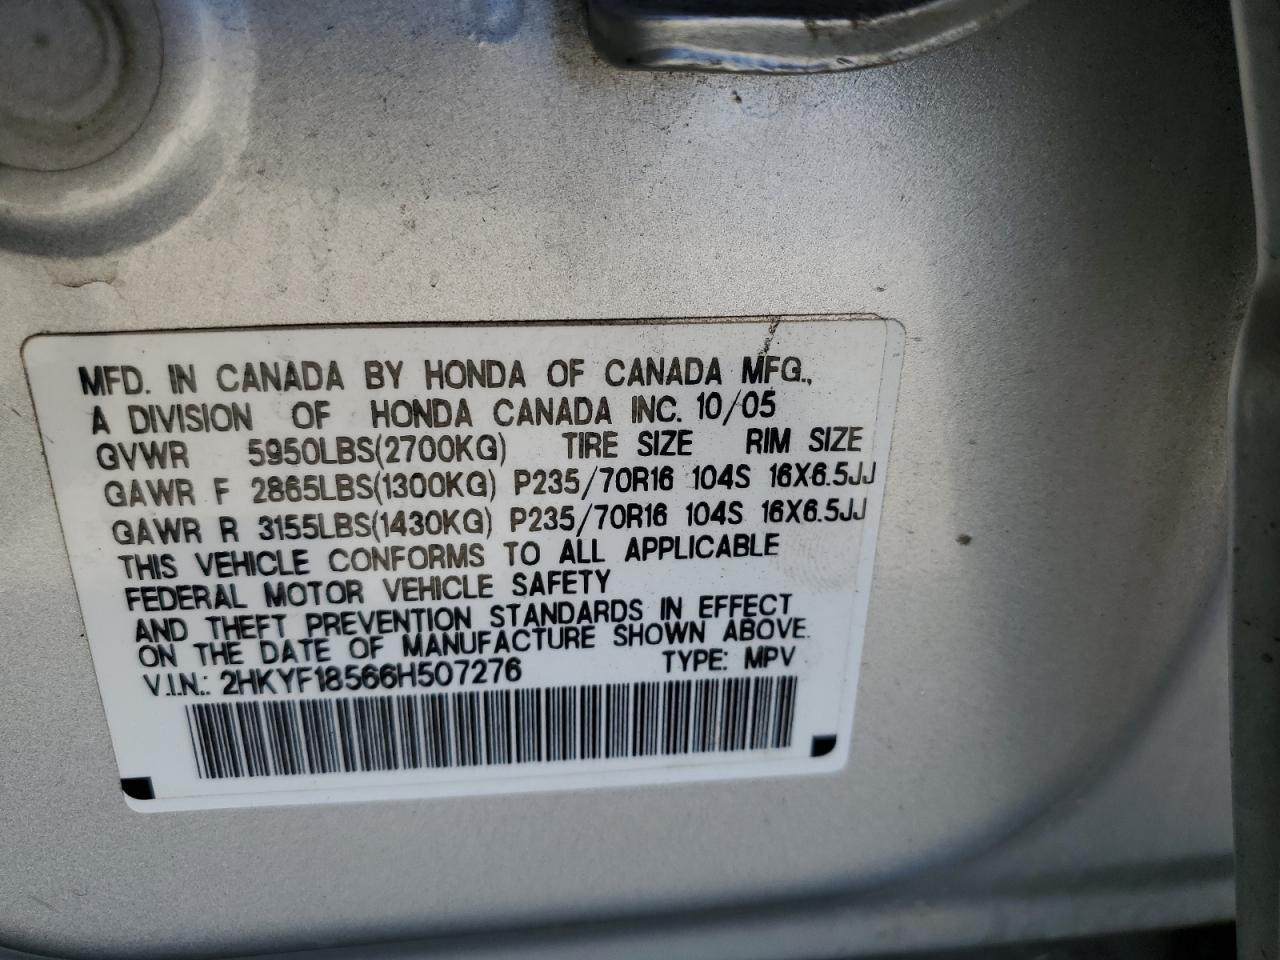 MFD. IN CANADA BY HONDA OF CANADA MFG.,
A DIVISION OF HONDA CANADA INC. 10/05
GVWR 5950LBS(2700KG) TIRE SIZE RIM SIZE
GAWR F 2865LBS(1300KG) P235/70R16 104S 16X6.5JJ
GAWR R 3155LBS(1430KG) P235/70R16 104S 16X6.5JJ
THIS VEHICLE CONFORMS TO ALL APPLICABLE
FEDERAL MOTOR VEHICLE SAFETY
AND THEFT PREVENTION STANDARDS IN EFFECT
ON THE DATE OF MANUFACTURE SHOWN ABOVE.
V.I.N.: 2HKYF18566H507276 TYPE: MPV